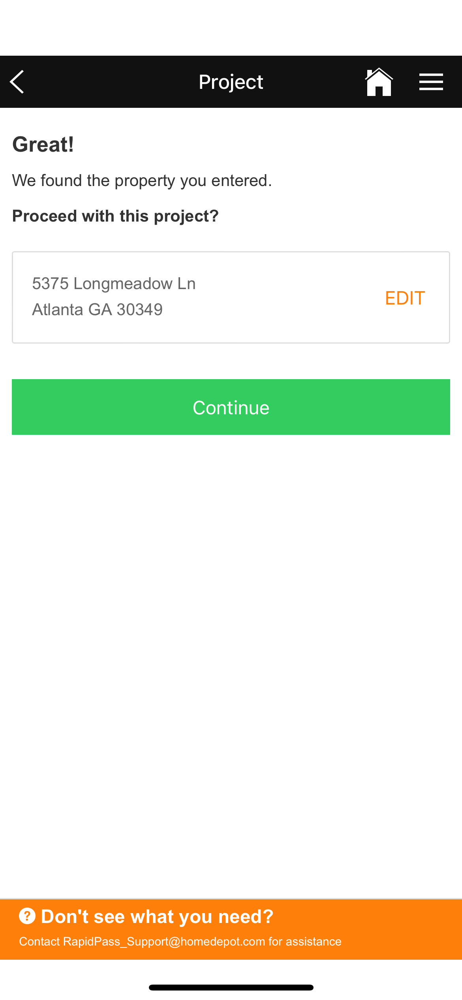 Project
Great!
We found the property you entered.
Proceed with this project?
5375 Longmeadow Ln
Atlanta GA 30349
EDIT
Continue
? Don't see what you need?
Contact RapidPass_Support@homedepot.com for assistance